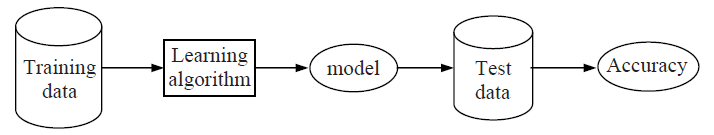 Training
data
Learning
algorithm
model
Test
data
Accuracy